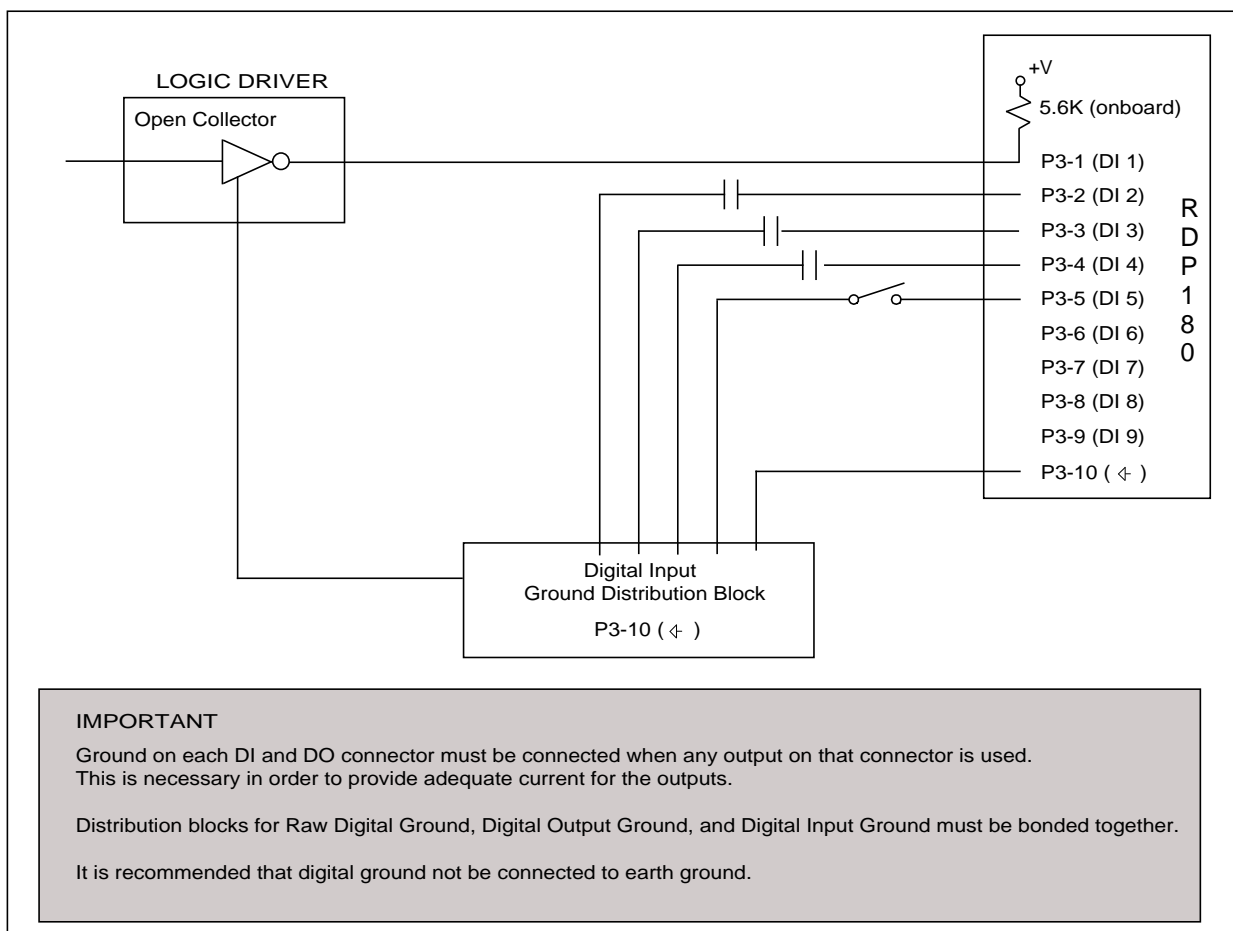 LOGIC DRIVER
Open Collector
+V
5.6K (onboard)
P3-1 (DI 1)
P3-2 (DI 2)
P3-3 (DI 3)
P3-4 (DI 4)
P3-5 (DI 5)
P3-6 (DI 6)
P3-7 (DI 7)
P3-8 (DI 8)
P3-9 (DI 9)
P3-10 ( )
RDP180
Digital Input
Ground Distribution Block
P3-10 ( )
IMPORTANT
Ground on each DI and DO connector must be connected when any output on that connector is used.
This is necessary in order to provide adequate current for the outputs.
Distribution blocks for Raw Digital Ground, Digital Output Ground, and Digital Input Ground must be bonded together.
It is recommended that digital ground not be connected to earth ground.